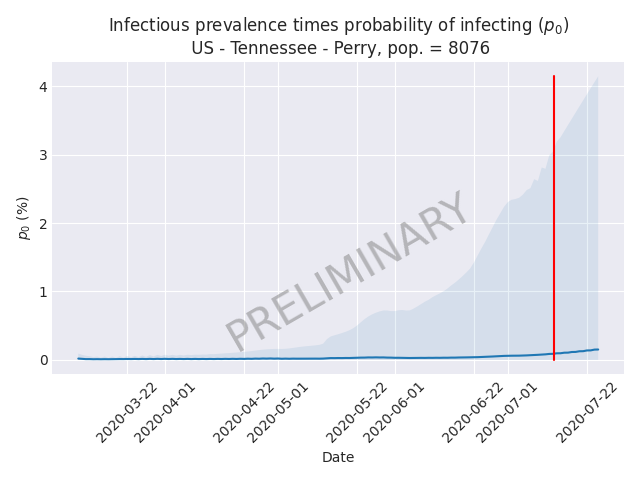 Infectious prevalence times probability of infecting (p₀)
US - Tennessee - Perry, pop. = 8076
4
3
2
1
0
p₀ (%)
PRELIMINARY
2020-03-22
2020-04-01
2020-04-22
2020-05-01
2020-05-22
2020-06-01
2020-06-22
2020-07-01
2020-07-22
Date